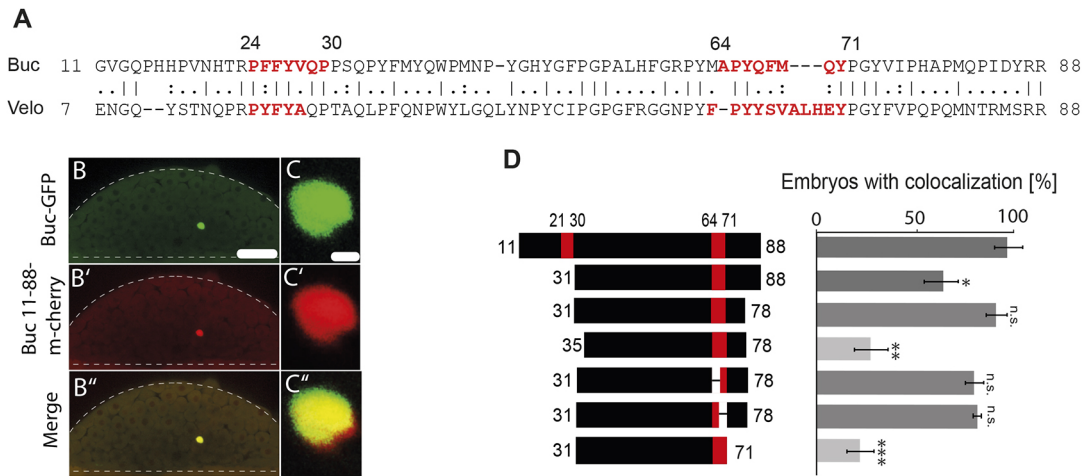 A
24 30 64 71
Buc 11 GVGQPHHPVNHTRPFFYVQPPSQPYFMYQWPMNP-YGHYGFPGPALHFGRPYMAPYQFM---QYPGYVIPHAPMQPIDYRR 88
Velo 7 ENGQ--YSTNQPRPYFYAQPTAQLPFQNPWYLGQLYNPYCIPGPGFRGGNPYF-PYYSVALHEYPGYFVPQPQMNTRMSRR 88
B C
Buc-GFP
B' C'
Buc 11-88-
m-cherry
B" C"
Merge
D
Embryos with colocalization [%]
0 50 100
21 30 64 71
11 88
31 88 *
31 78 n.s.
35 78 **
31 78 n.s.
31 78 n.s.
31 71 ***